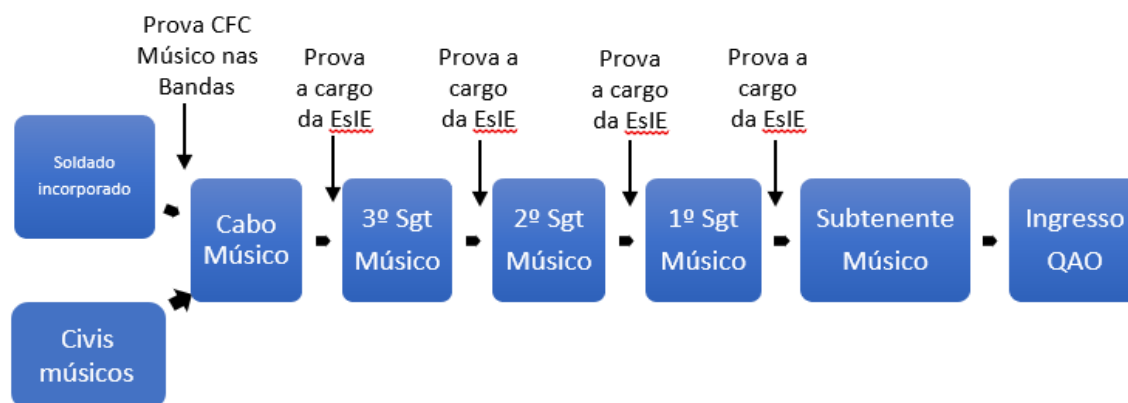 Prova CFC
Músico nas
Bandas
Prova
a cargo
da EsIE
Prova a
cargo
da EsIE
Prova
a cargo
da EsIE
Prova a
cargo
da EsIE
Soldado
incorporado
Cabo
Músico
3º Sgt
Músico
2º Sgt
Músico
1º Sgt
Músico
Subtenente
Músico
Ingresso
QAO
Civis
músicos